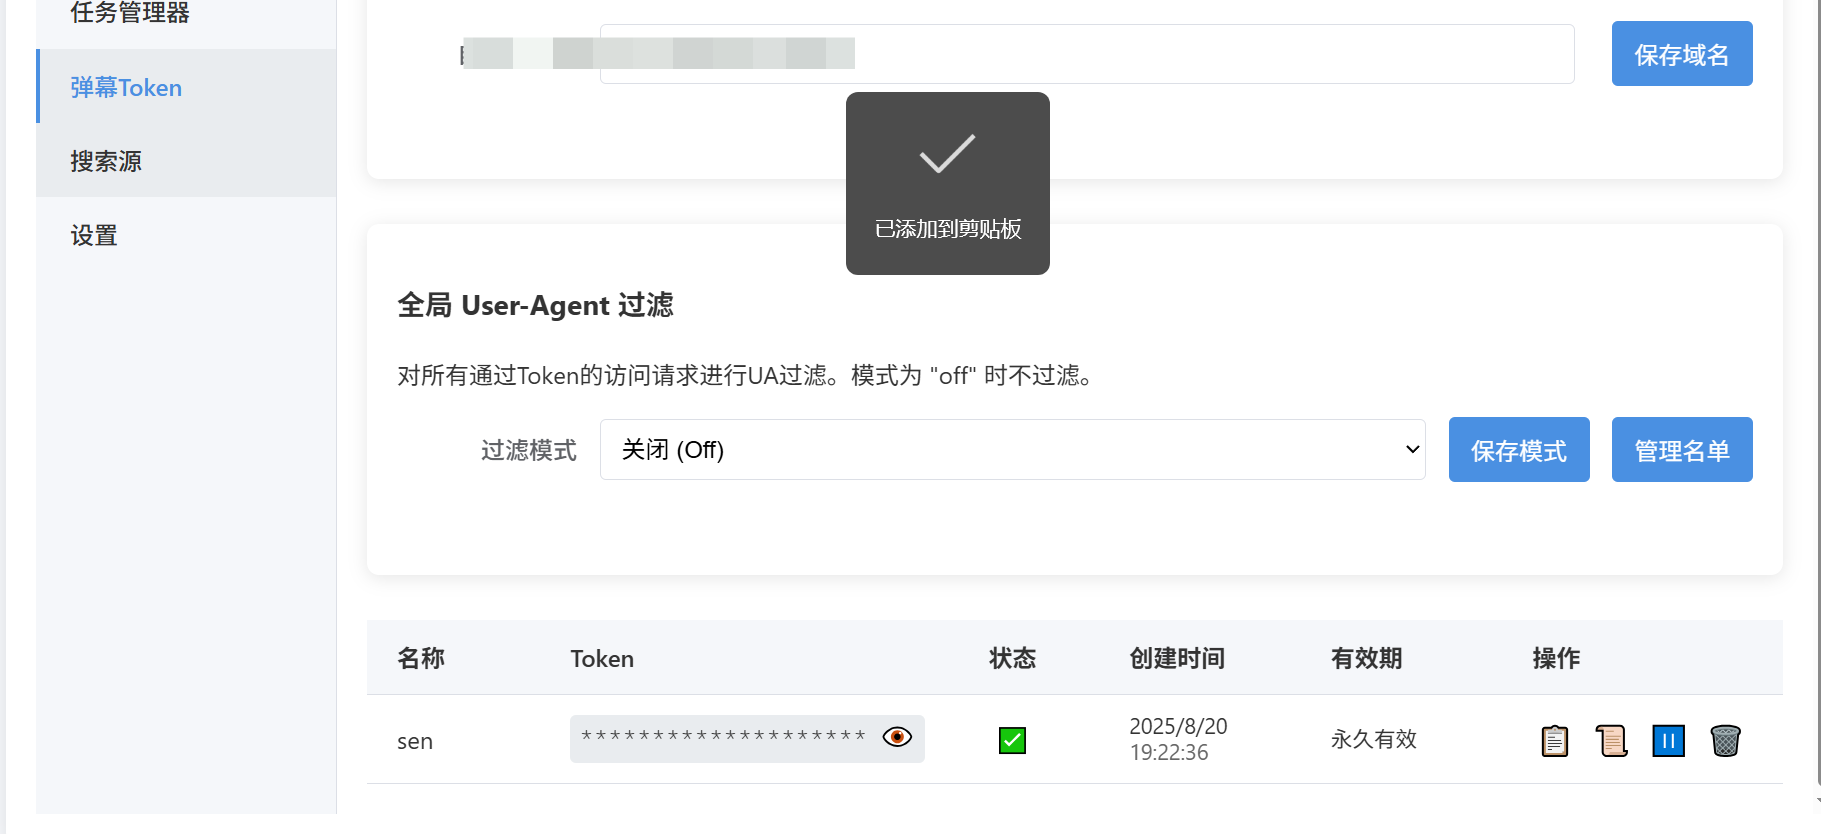 任务管理器
弹幕Token
搜索源
设置
保存域名
已添加到剪贴板
全局 User-Agent 过滤
对所有通过Token的访问请求进行UA过滤。模式为 "off" 时不过滤。
过滤模式
关闭 (Off)
保存模式
管理名单
名称 Token 状态 创建时间 有效期 操作
sen ******************** 2025/8/20 19:22:36 永久有效